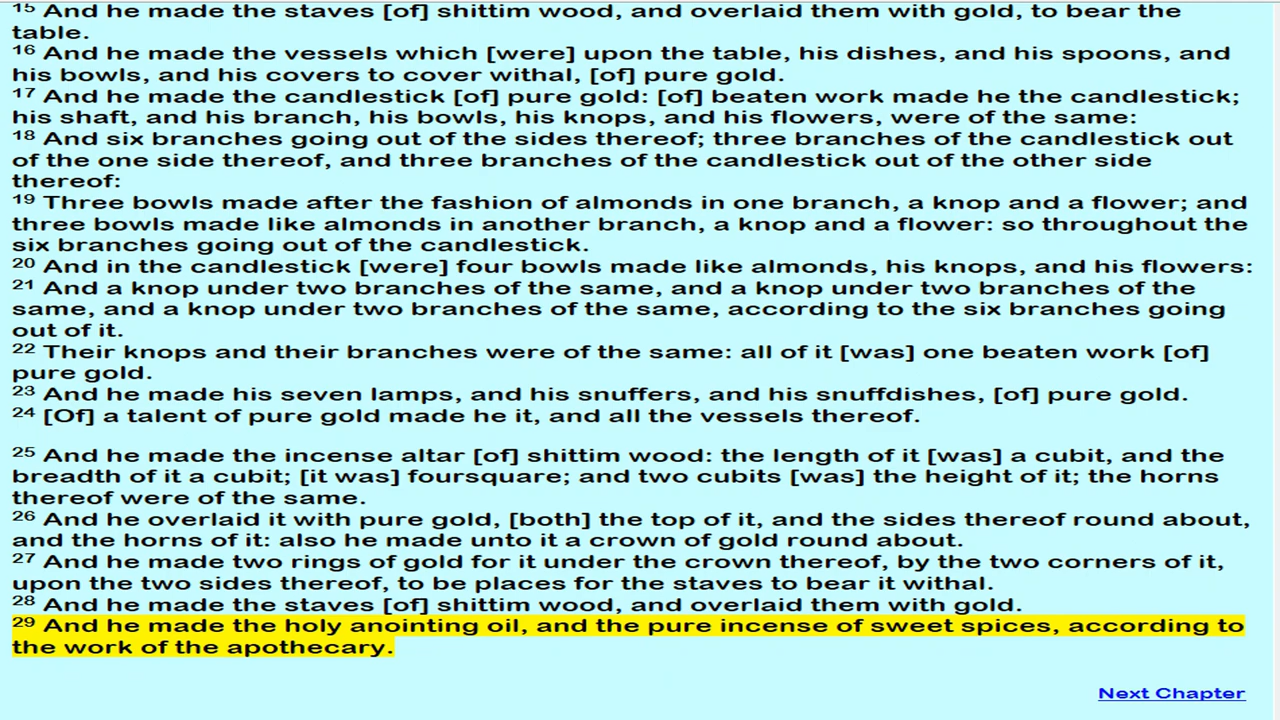 15 And he made the staves [of] shittim wood, and overlaid them with gold, to bear the
table.
16 And he made the vessels which [were] upon the table, his dishes, and his spoons, and
his bowls, and his covers to cover withal, [of] pure gold.
17 And he made the candlestick [of] pure gold: [of] beaten work made he the candlestick;
his shaft, and his branch, his bowls, his knops, and his flowers, were of the same:
18 And six branches going out of the sides thereof; three branches of the candlestick out
of the one side thereof, and three branches of the candlestick out of the other side
thereof:
19 Three bowls made after the fashion of almonds in one branch, a knop and a flower; and
three bowls made like almonds in another branch, a knop and a flower: so throughout the
six branches going out of the candlestick.
20 And in the candlestick [were] four bowls made like almonds, his knops, and his flowers:
21 And a knop under two branches of the same, and a knop under two branches of the
same, and a knop under two branches of the same, according to the six branches going
out of it.
22 Their knops and their branches were of the same: all of it [was] one beaten work [of]
pure gold.
23 And he made his seven lamps, and his snuffers, and his snuffdishes, [of] pure gold.
24 [Of] a talent of pure gold made he it, and all the vessels thereof.
25 And he made the incense altar [of] shittim wood: the length of it [was] a cubit, and the
breadth of it a cubit; [it was] foursquare; and two cubits [was] the height of it; the horns
thereof were of the same.
26 And he overlaid it with pure gold, [both] the top of it, and the sides thereof round about,
and the horns of it: also he made unto it a crown of gold round about.
27 And he made two rings of gold for it under the crown thereof, by the two corners of it,
upon the two sides thereof, to be places for the staves to bear it withal.
28 And he made the staves [of] shittim wood, and overlaid them with gold.
29 And he made the holy anointing oil, and the pure incense of sweet spices, according to
the work of the apothecary.
Next Chapter